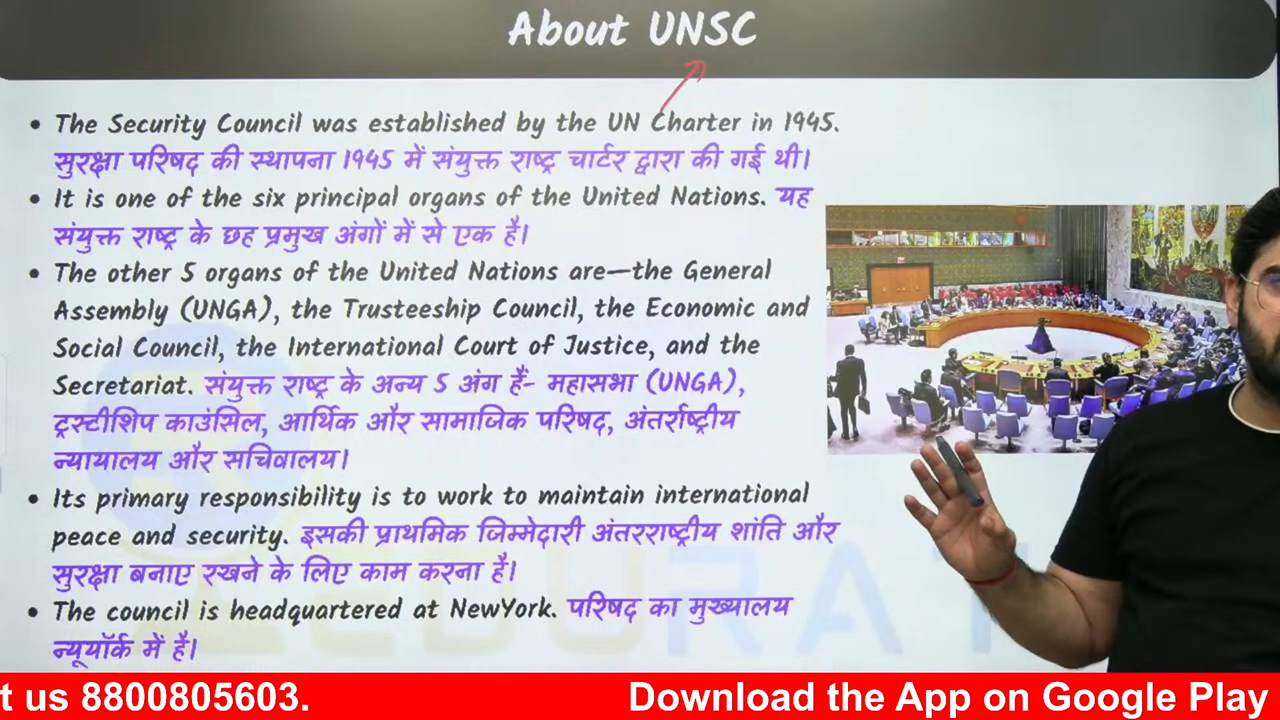 About UNSC
• The Security Council was established by the UN Charter in 1945.
सुरक्षा परिषद की स्थापना 1945 में संयुक्त राष्ट्र चार्टर द्वारा की गई थी।
• It is one of the six principal organs of the United Nations. यह
संयुक्त राष्ट्र के छह प्रमुख अंगों में से एक है।
• The other 5 organs of the United Nations are—the General
Assembly (UNGA), the Trusteeship Council, the Economic and
Social Council, the International Court of Justice, and the
Secretariat. संयुक्त राष्ट्र के अन्य 5 अंग हैं- महासभा (UNGA),
ट्रस्टीशिप काउंसिल, आर्थिक और सामाजिक परिषद, अंतर्राष्ट्रीय
न्यायालय और सचिवालय।
• Its primary responsibility is to work to maintain international
peace and security. इसकी प्राथमिक जिम्मेदारी अंतरराष्ट्रीय शांति और
सुरक्षा बनाए रखने के लिए काम करना है।
• The council is headquartered at NewYork. परिषद का मुख्यालय
न्यूयॉर्क में है।
t us 8800805603. Download the App on Google Play